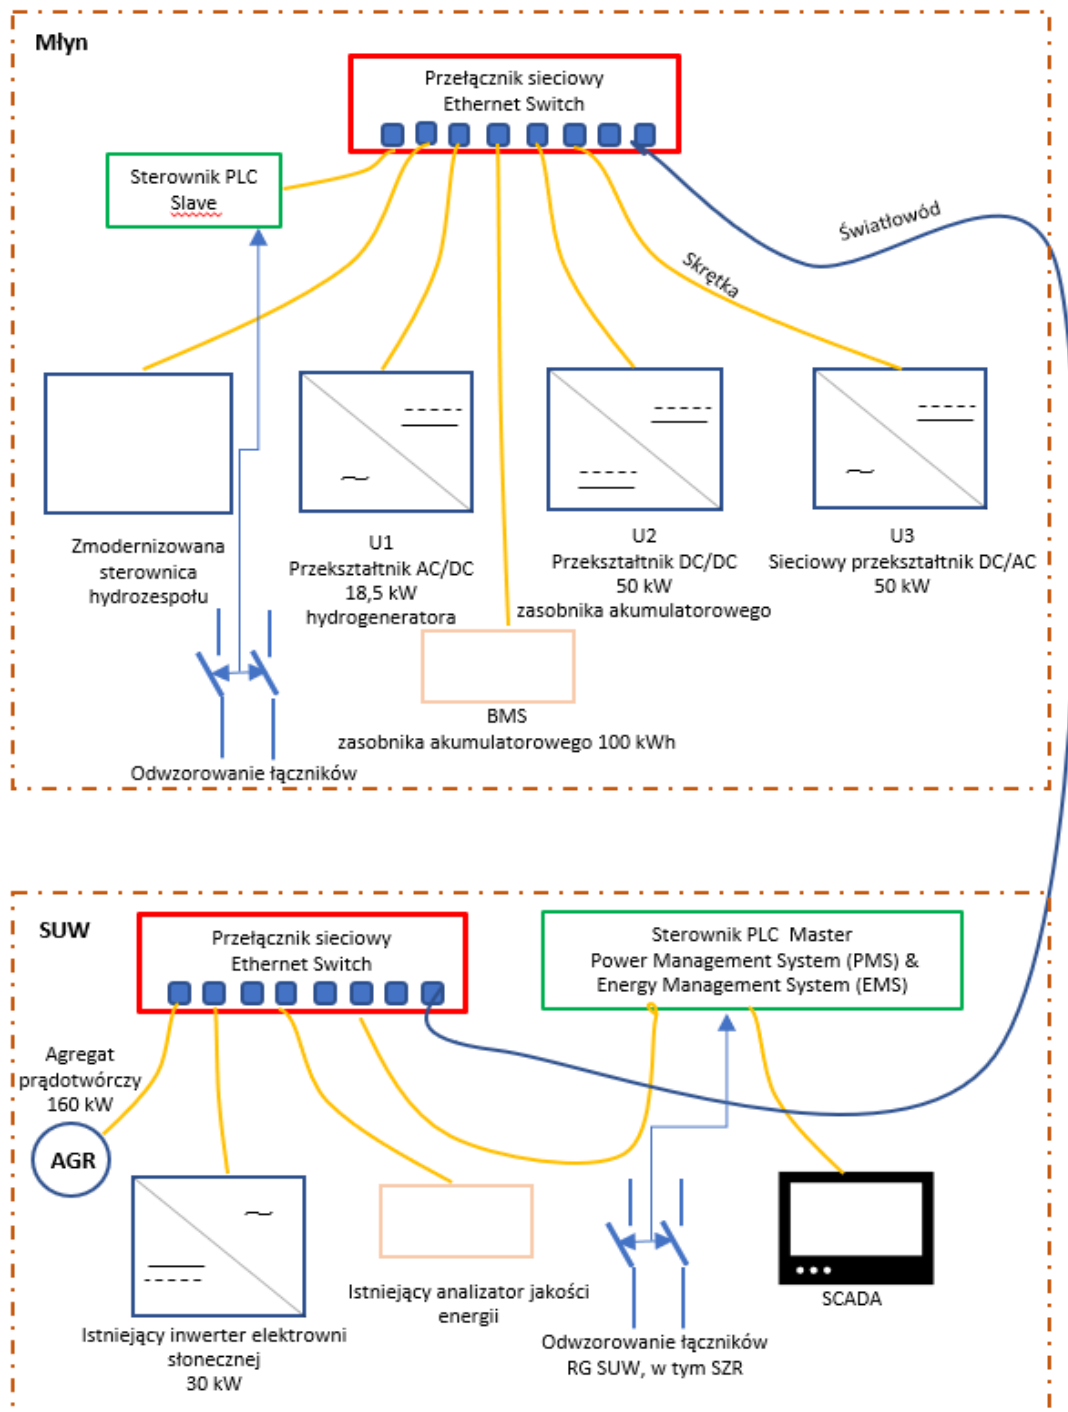 Młyn
Przełącznik sieciowy
Ethernet Switch
Sterownik PLC
Slave
Światłowód
Skrętka
Zmodernizowana
sterownica
hydrozespołu
U1
Przekształtnik AC/DC
18,5 kW
hydrogeneratora
U2
Przekształtnik DC/DC
50 kW
zasobnika akumulatorowego
U3
Sieciowy przekształtnik DC/AC
50 kW
BMS
zasobnika akumulatorowego 100 kWh
Odwzorowanie łączników
SUW
Przełącznik sieciowy
Ethernet Switch
Sterownik PLC Master
Power Management System (PMS) &
Energy Management System (EMS)
Agregat
prądotwórczy
160 kW
AGR
Istniejący inwerter elektrowni
słonecznej
30 kW
Istniejący analizator jakości
energii
Odwzorowanie łączników
RG SUW, w tym SZR
SCADA